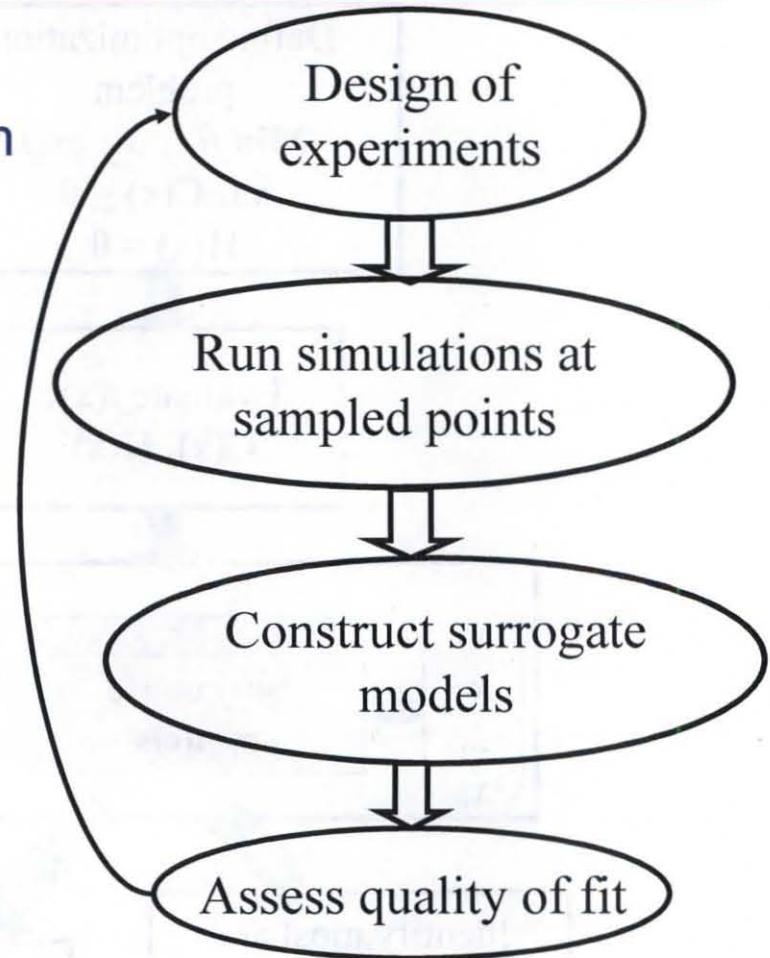 Design of
experiments
Run simulations at
sampled points
Construct surrogate
models
Assess quality of fit